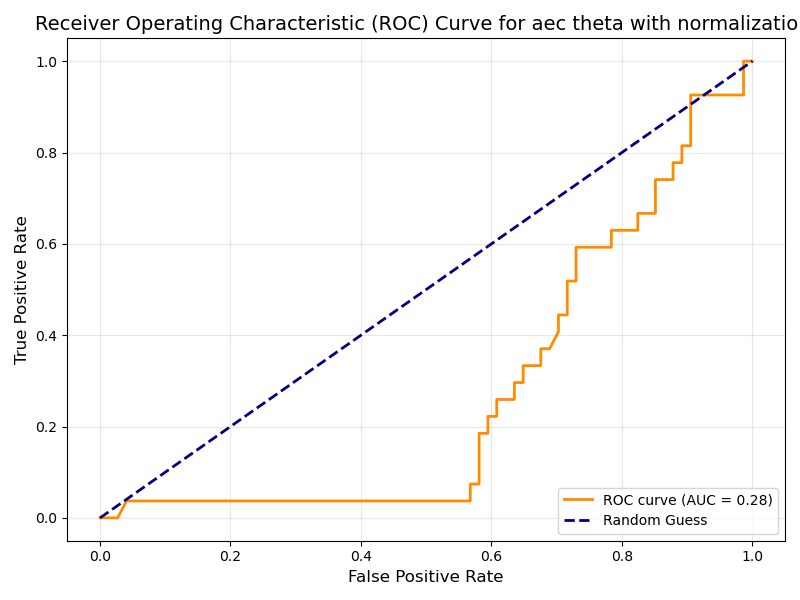 Receiver Operating Characteristic (ROC) Curve for aec theta with normalizatio
1.0
0.8
0.6
0.4
0.2
0.0
True Positive Rate
ROC curve (AUC = 0.28)
Random Guess
0.0 0.2 0.4 0.6 0.8 1.0
False Positive Rate